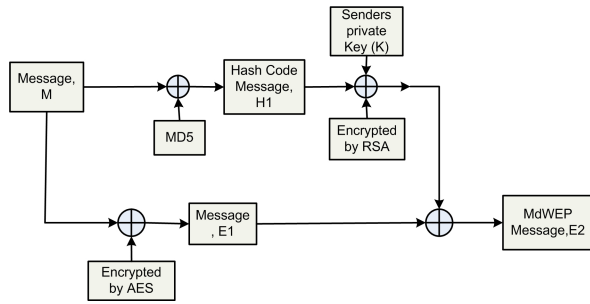 Senders
private
Key (K)
Message,
M
Hash Code
Message,
H1
MD5
Encrypted
by RSA
Message
, E1
MdWEP
Message,E2
Encrypted
by AES